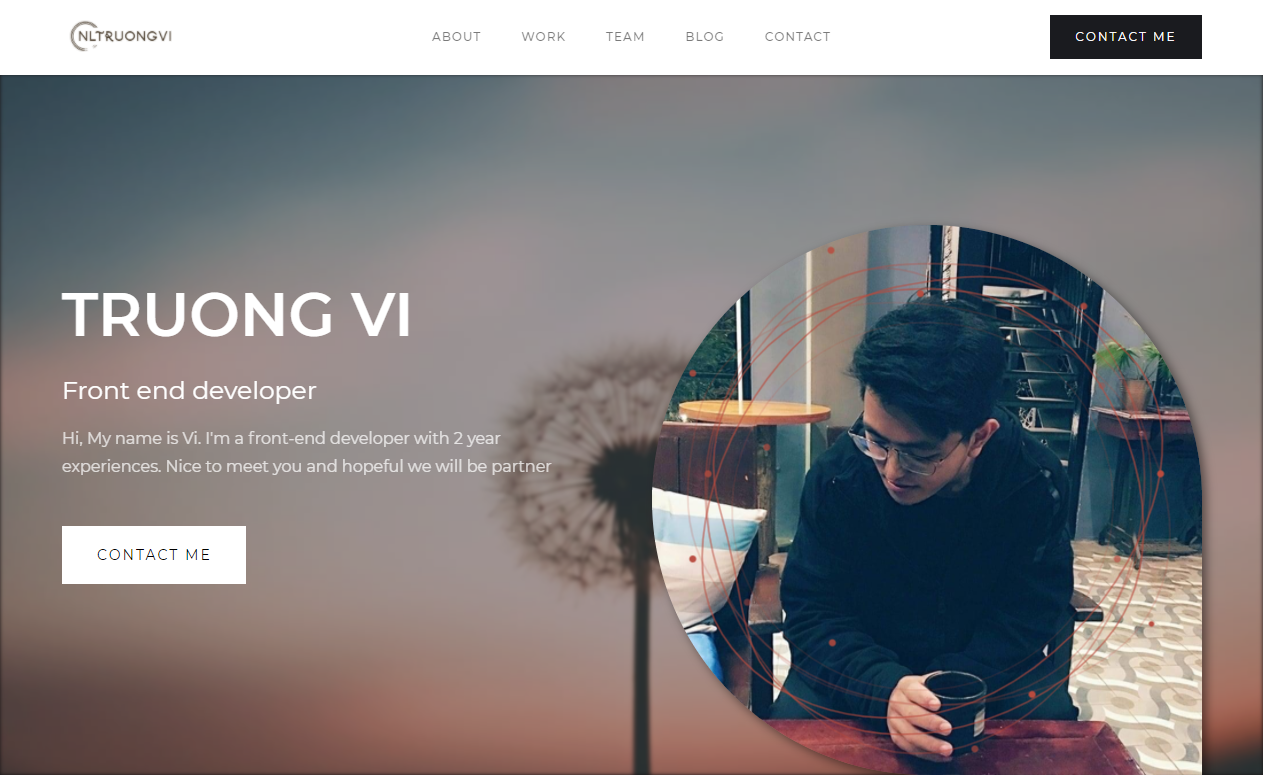 NLTRUONGVI
ABOUT WORK TEAM BLOG CONTACT
CONTACT ME
TRUONG VI
Front end developer
Hi, My name is Vi. I'm a front-end developer with 2 year
experiences. Nice to meet you and hopeful we will be partner
CONTACT ME